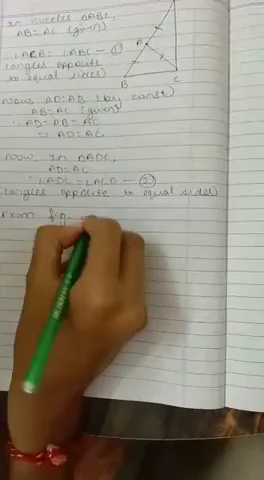 In isoceles ΔABC,
AB = AC (given)
A
∠ACB = ∠ABC - ①
(angles opposite
to equal sides)
B
C
Now, AD = AB (by const)
AB = AC (given)
∴ AD = AB = AC
⇒ AD = AC
Now, In ΔADC,
AD = AC
∠ADC = ∠ACD - ②
(angles opposite to equal sides)
From fig